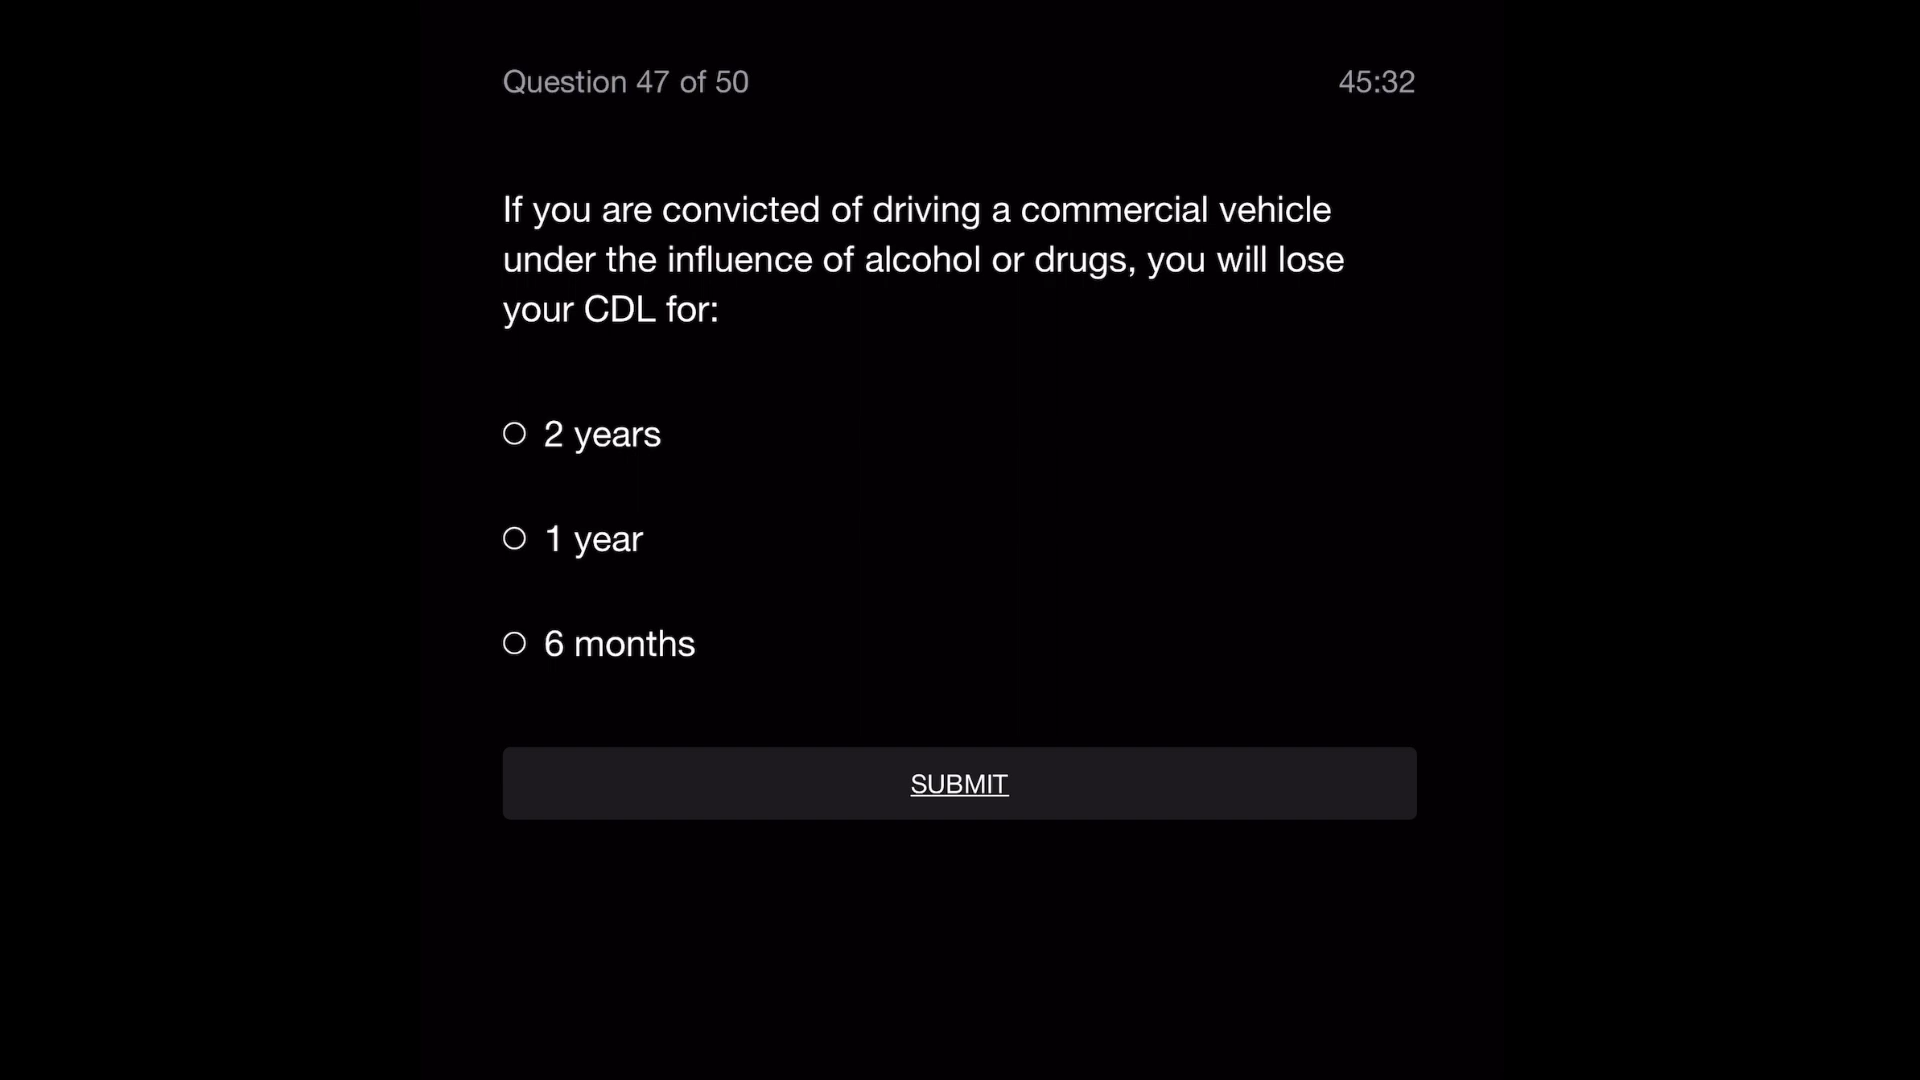 Question 47 of 50
45:32
If you are convicted of driving a commercial vehicle
under the influence of alcohol or drugs, you will lose
your CDL for:
2 years
1 year
6 months
SUBMIT